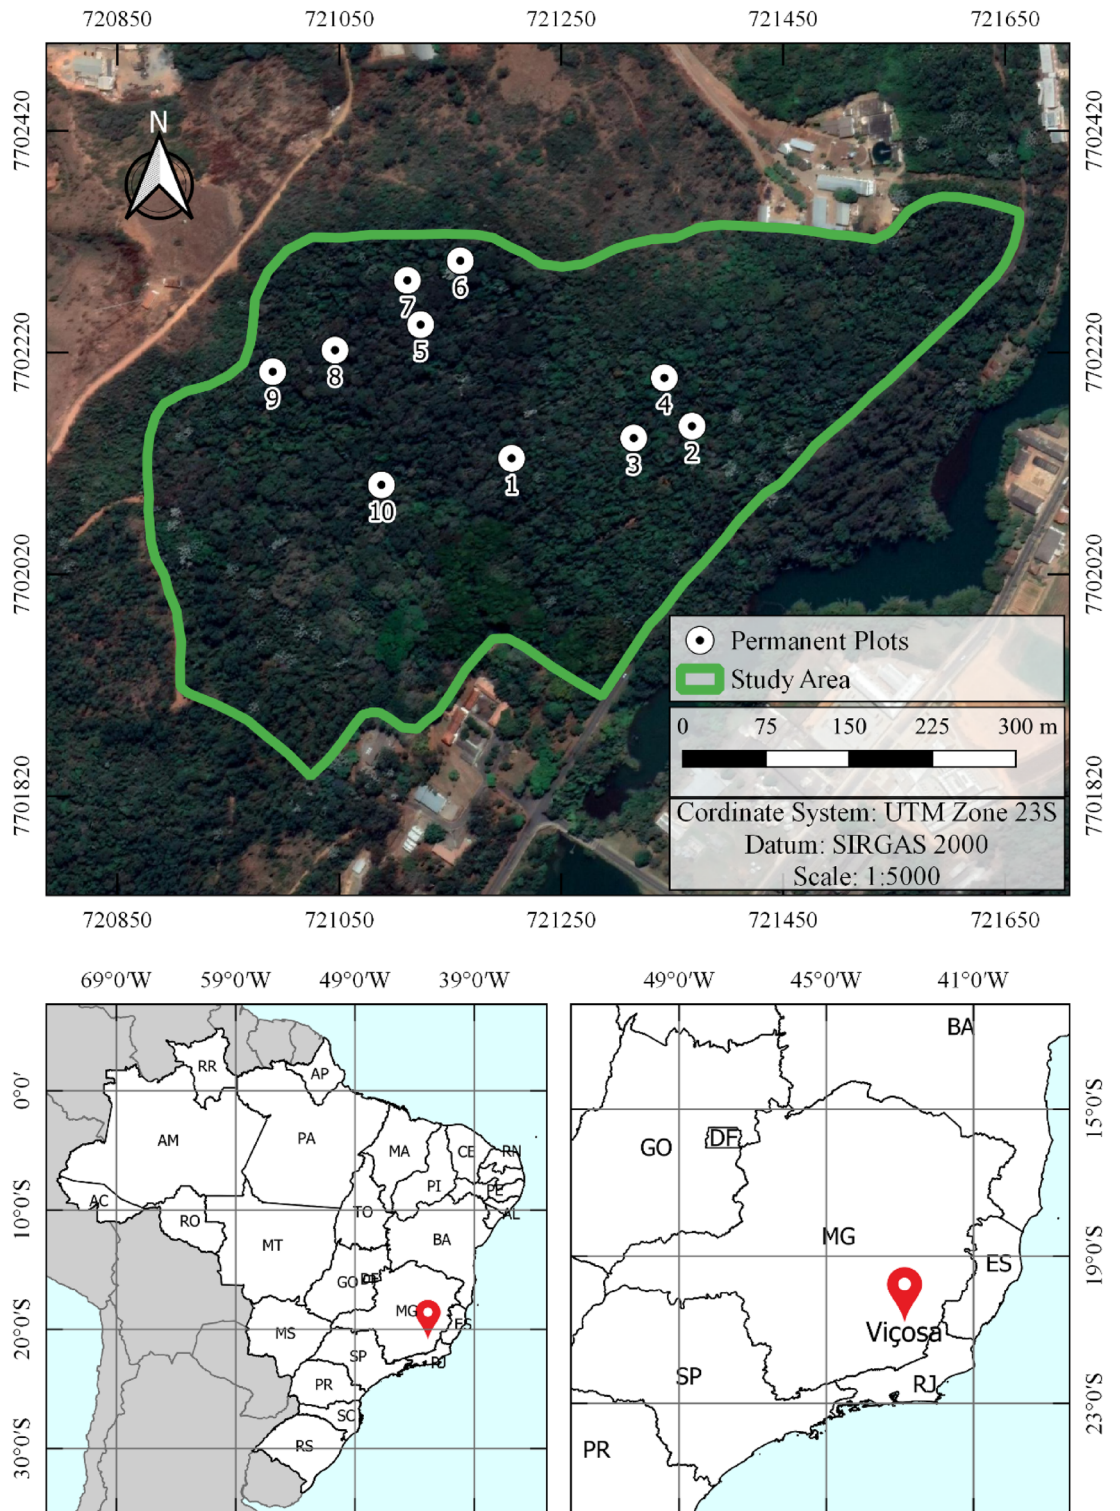 720850 721050 721250 721450 721650
7702420
7702220
7702020
7701820
7702420
7702220
7702020
7701820
N
6
7
5
8
9
4
2
3
1
10
Permanent Plots
Study Area
0 75 150 225 300 m
Cordinate System: UTM Zone 23S
Datum: SIRGAS 2000
Scale: 1:5000
720850 721050 721250 721450 721650
69°0'W 59°0'W 49°0'W 39°0'W
0°0'
10°0'S
20°0'S
30°0'S
RR
AP
AM
PA
MA
CE
RN
PI
PE
AC
TO
AL
RO
MT
BA
GO
DF
MG
ES
MS
SP
RJ
PR
SC
RS
49°0'W 45°0'W 41°0'W
15°0'S
19°0'S
23°0'S
BA
DF
GO
MG
ES
Viçosa
SP
RJ
PR